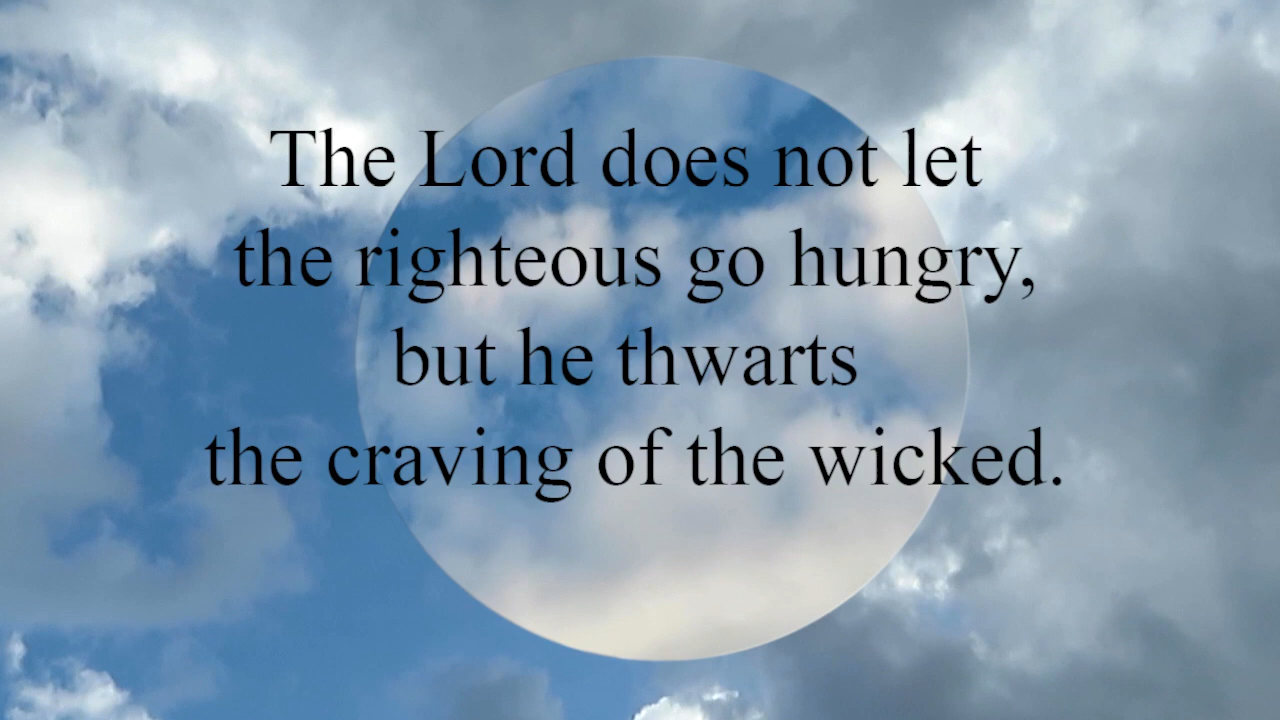 The Lord does not let
the righteous go hungry,
but he thwarts
the craving of the wicked.